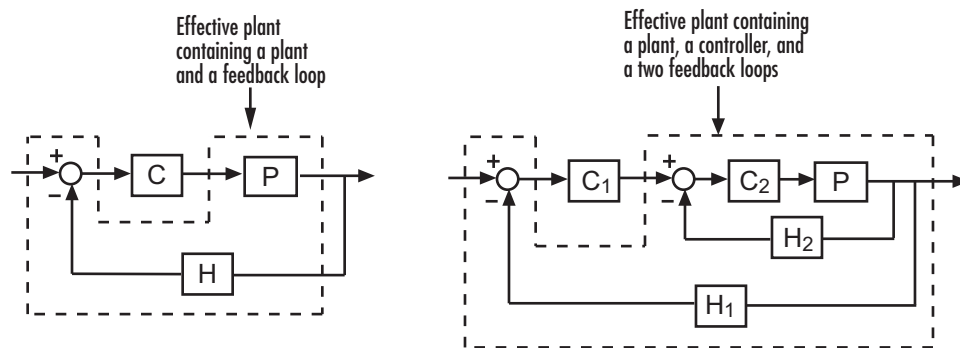 Effective plant
containing a plant
and a feedback loop
+
−
C
P
H
Effective plant containing
a plant, a controller, and
a two feedback loops
+
−
C₁
+
−
C₂
P
H₂
H₁